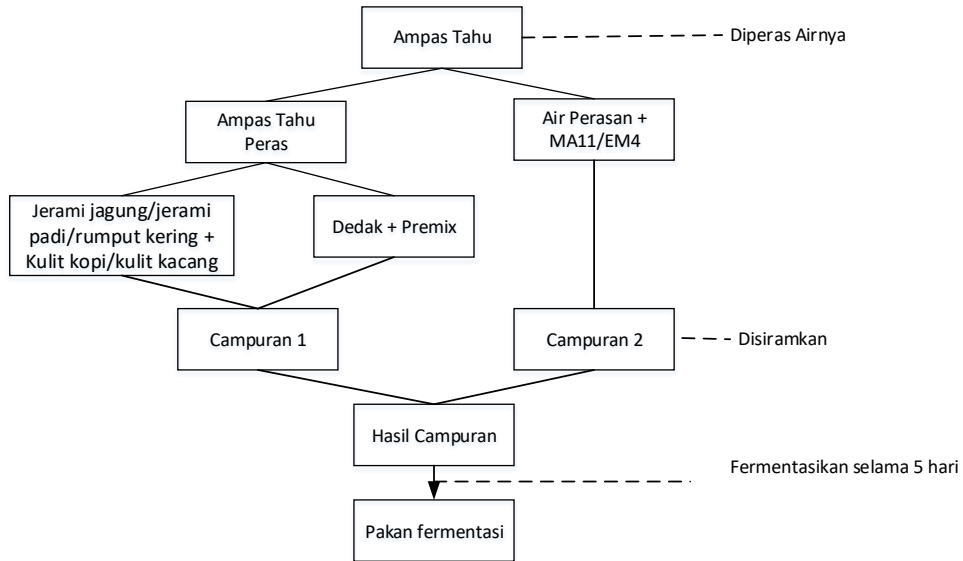 Ampas Tahu
Diperas Airnya
Ampas Tahu
Peras
Air Perasan +
MA11/EM4
Jerami jagung/jerami
padi/rumput kering +
Kulit kopi/kulit kacang
Dedak + Premix
Campuran 1
Campuran 2
Disiramkan
Hasil Campuran
Fermentasikan selama 5 hari
Pakan fermentasi